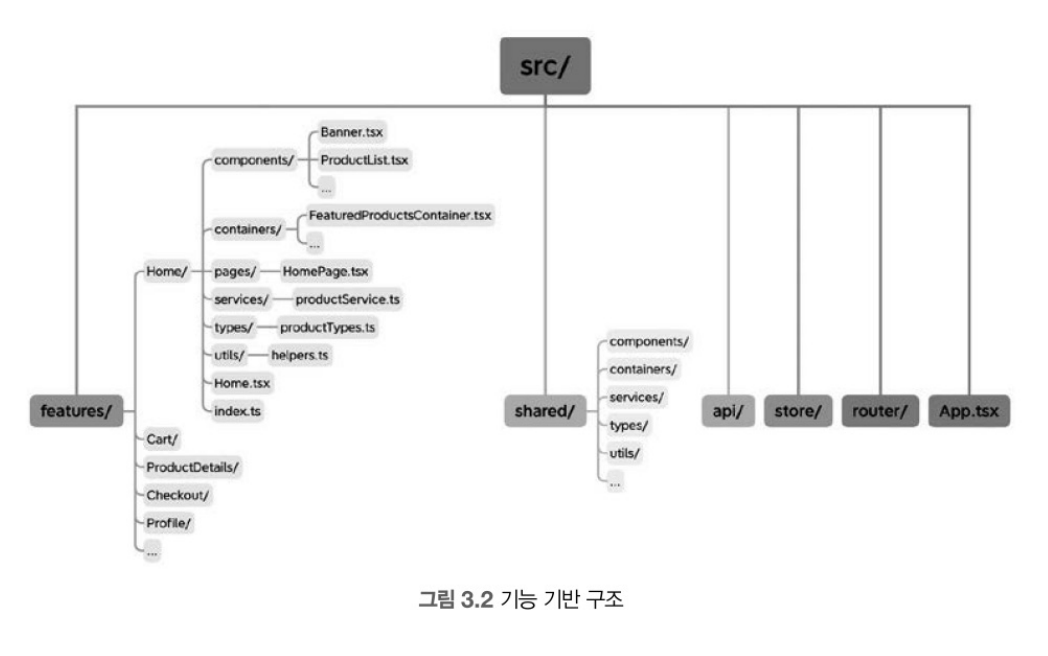 src/
Banner.tsx
components/
ProductList.tsx
...
FeaturedProductsContainer.tsx
containers/
...
Home/
pages/
HomePage.tsx
services/
productService.ts
types/
productTypes.ts
utils/
helpers.ts
Home.tsx
index.ts
features/
Cart/
ProductDetails/
Checkout/
Profile/
...
shared/
components/
containers/
services/
types/
utils/
...
api/
store/
router/
App.tsx
그림 3.2 기능 기반 구조